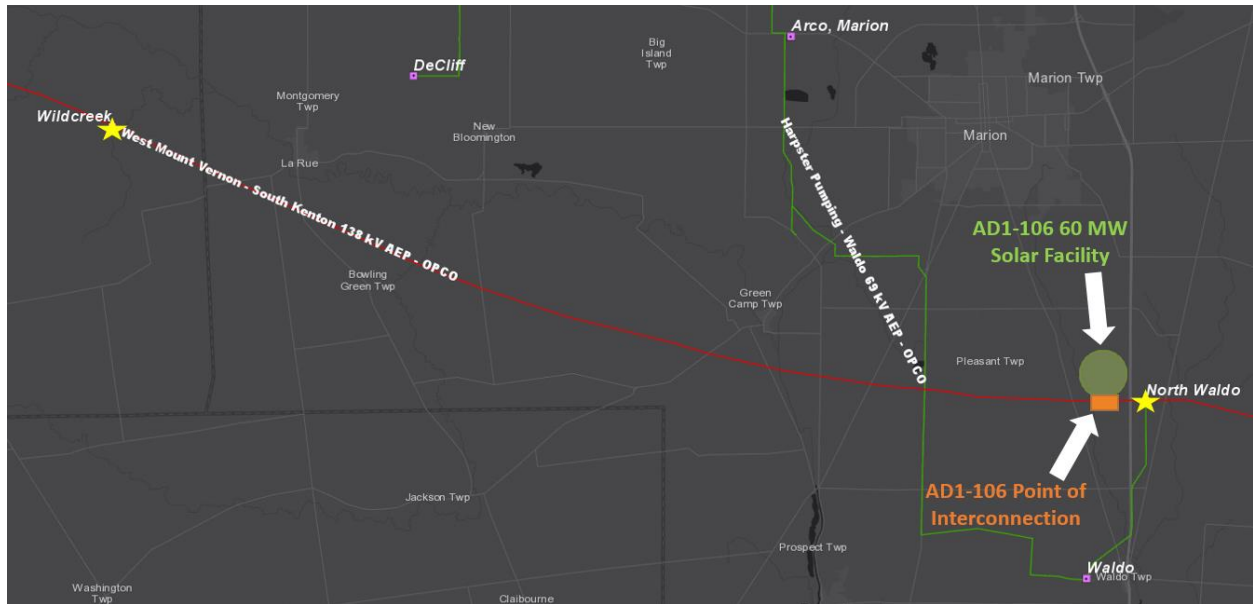 Arco, Marion
Big
Island
Twp
DeCliff
Marion Twp
Montgomery
Twp
Wildcreek
New
Bloomington
Marion
La Rue
West Mount Vernon - South Kenton 138 kV AEP - OPCO
Harpster Pumping - Waldo 69 kV AEP - OPCO
AD1-106 60 MW
Solar Facility
Bowling
Green Twp
Green
Camp Twp
Pleasant Twp
North Waldo
AD1-106 Point of
Interconnection
Jackson Twp
Prospect Twp
Waldo
Waldo Twp
Washington
Twp
Claibourne